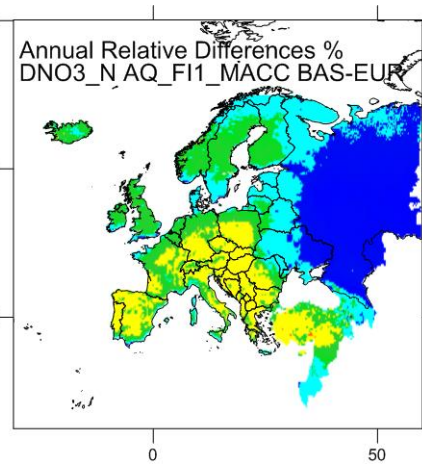 Annual Relative Differences %
DNO3_N AQ_FI1_MACC BAS-EUR
0
50